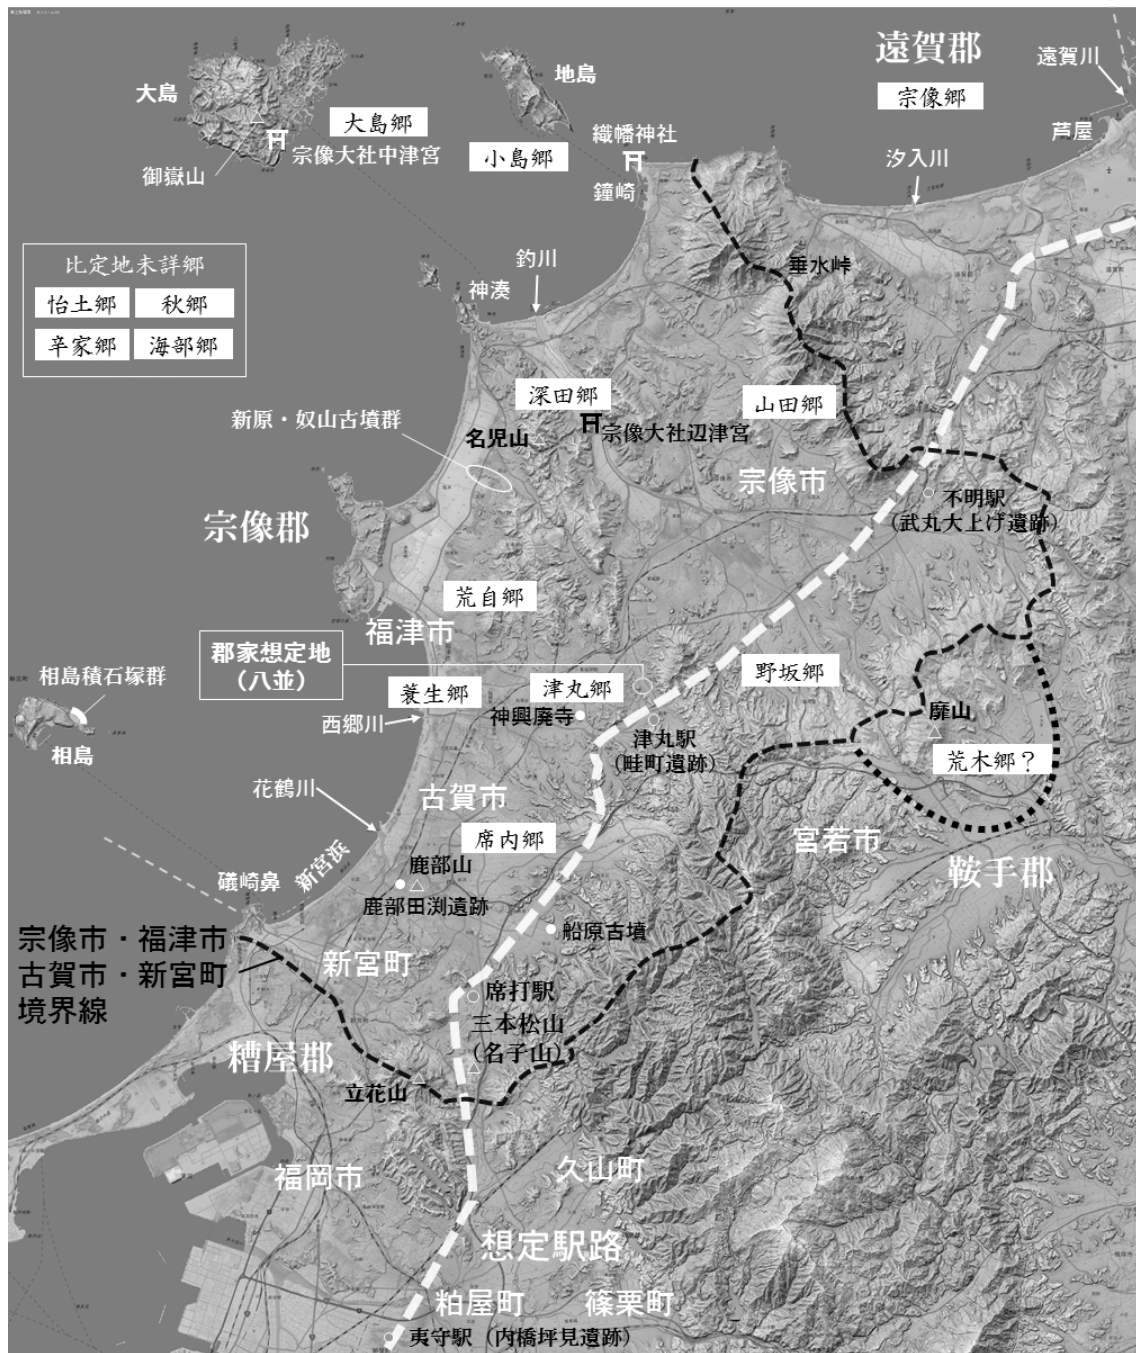 遠賀郡
宗像郷
遠賀川
芦屋
汐入川
大島
地島
大島郷
宗像大社中津宮
御嶽山
小島郷
織幡神社
鐘崎
垂水峠
比定地未詳郷
怡土郷
秋郷
辛家郷
海部郷
釣川
神湊
深田郷
宗像大社辺津宮
名児山
新原・奴山古墳群
山田郷
宗像市
不明駅
(武丸大上げ遺跡)
宗像郡
荒自郷
福津市
郡家想定地
(八並)
蓑生郷
津丸郷
神興廃寺
野坂郷
津丸駅
(畦町遺跡)
西郷川
相島積石塚群
相島
靡山
荒木郷?
花鶴川
古賀市
席内郷
宮若市
鞍手郡
新宮浜
礒崎鼻
鹿部山
鹿部田渕遺跡
船原古墳
宗像市・福津市
古賀市・新宮町
境界線
新宮町
席打駅
三本松山
(名子山)
糟屋郡
立花山
福岡市
久山町
想定駅路
粕屋町
篠栗町
夷守駅 (内橋坪見遺跡)